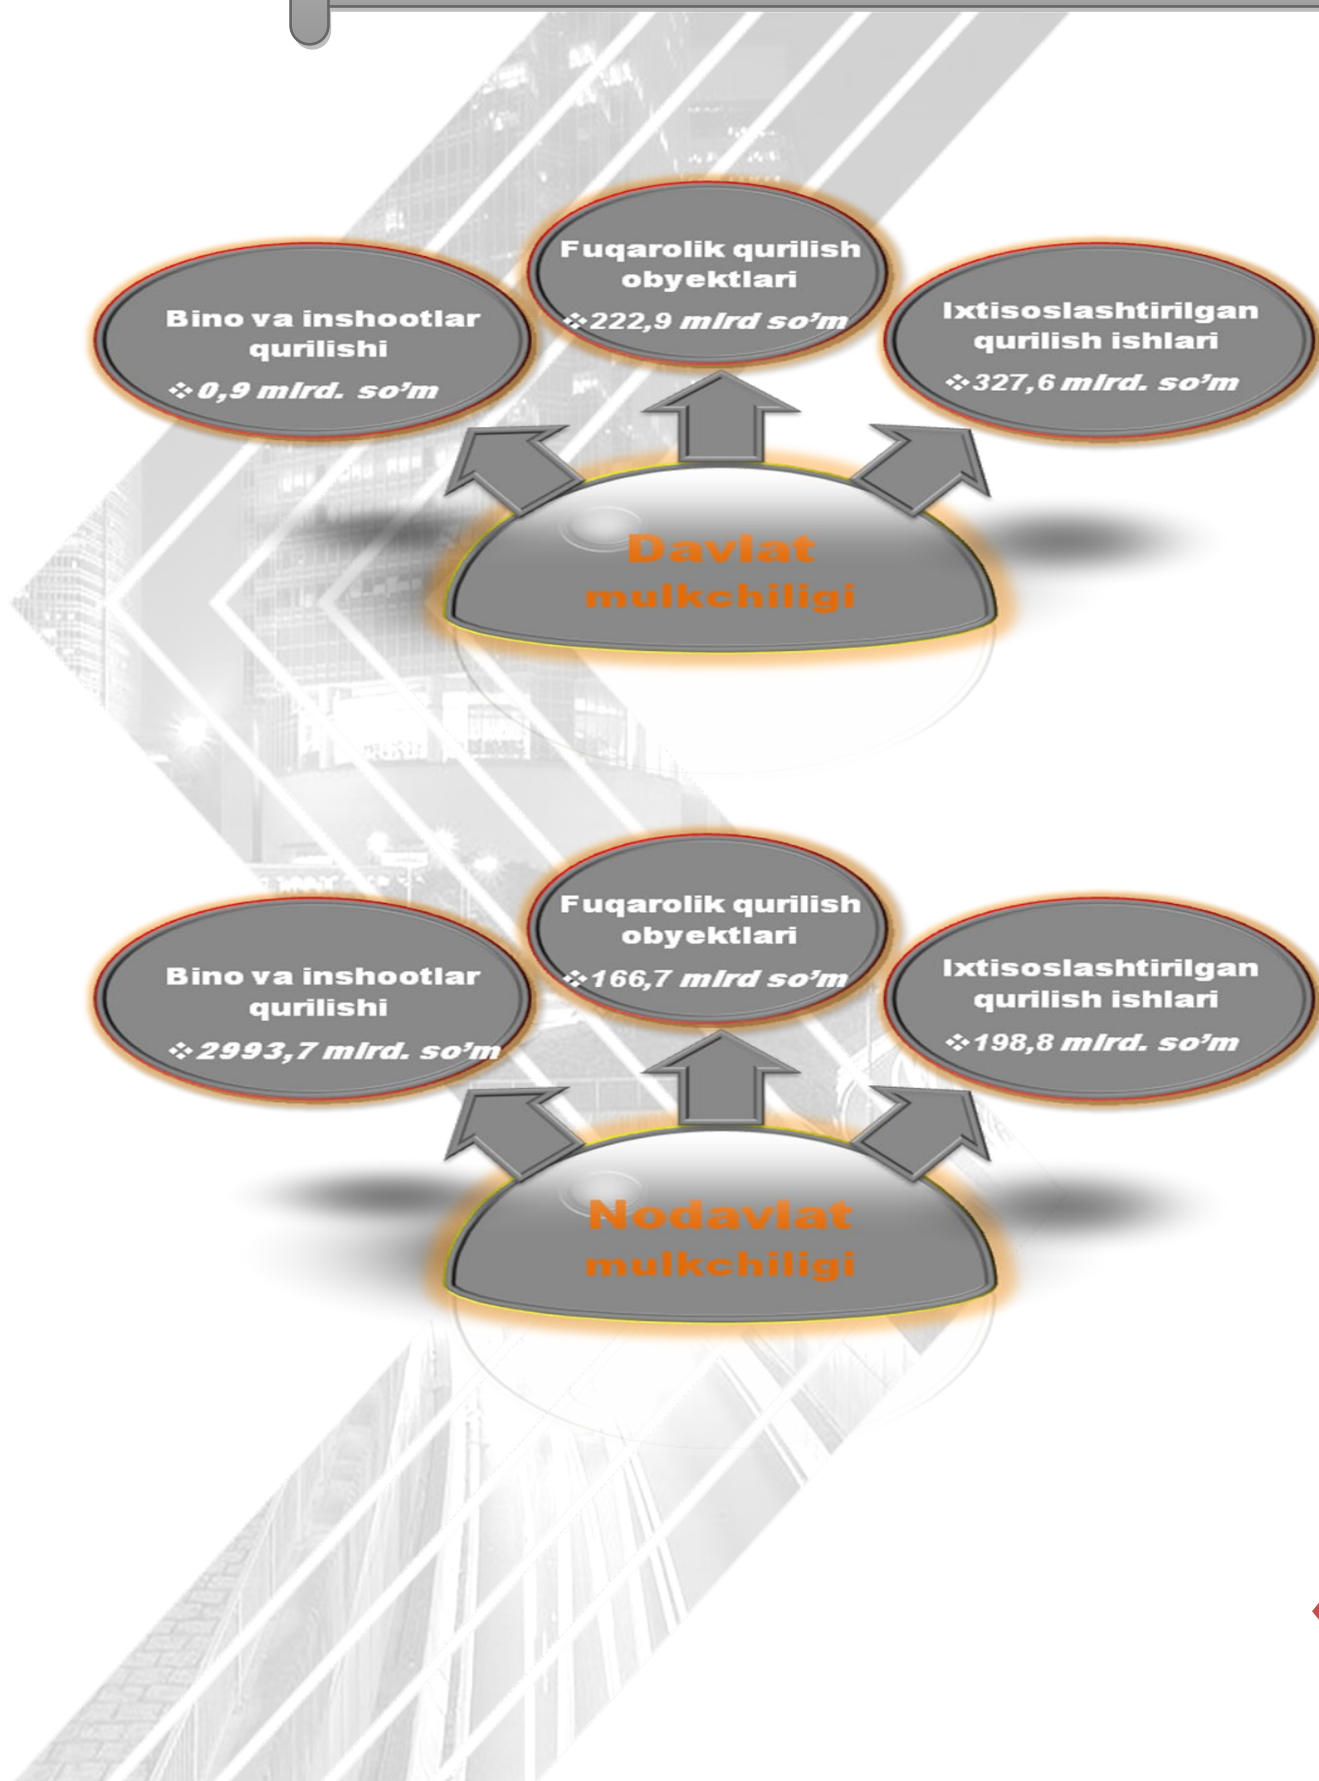 Fuqarolik qurilish
obyektlari
❖222,9 mlrd so’m
Bino va inshootlar
qurilishi
❖0,9 mlrd. so’m
Ixtisoslashtirilgan
qurilish ishlari
❖327,6 mlrd. so’m
Davlat
mulkchiligi
Fuqarolik qurilish
obyektlari
❖166,7 mlrd so’m
Bino va inshootlar
qurilishi
❖2993,7 mlrd. so’m
Ixtisoslashtirilgan
qurilish ishlari
❖198,8 mlrd. so’m
Nodavlat
mulkchiligi